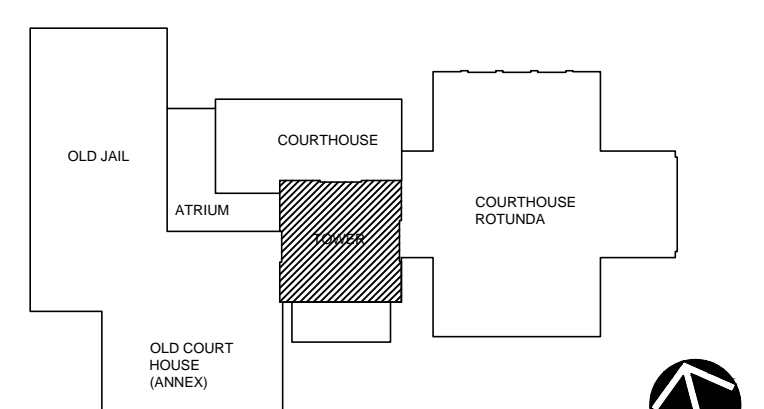 COURTHOUSE
OLD JAIL
COURTHOUSE
ROTUNDA
ATRIUM
TOWER
OLD COURT
HOUSE
(ANNEX)